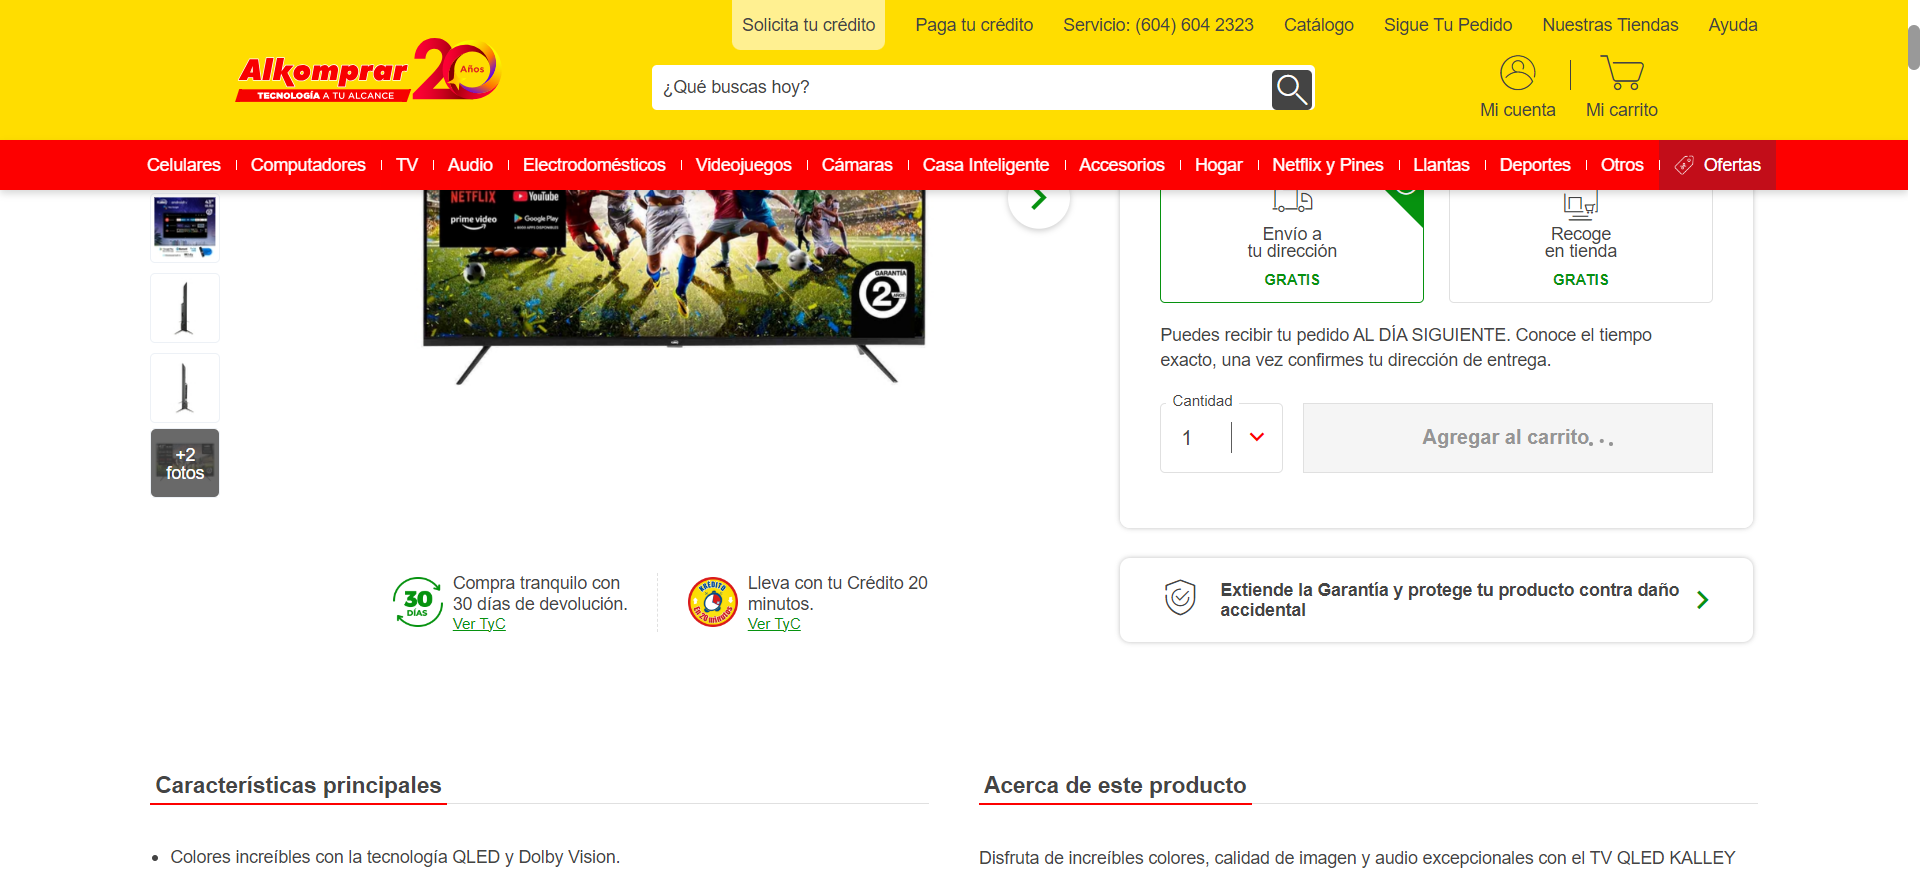 Solicita tu crédito
Paga tu crédito
Servicio: (604) 604 2323
Catálogo
Sigue Tu Pedido
Nuestras Tiendas
Ayuda
Alkomprar 20 Años
TECNOLOGÍA A TU ALCANCE
¿Qué buscas hoy?
Mi cuenta
Mi carrito
Celulares
Computadores
TV
Audio
Electrodomésticos
Videojuegos
Cámaras
Casa Inteligente
Accesorios
Hogar
Netflix y Pines
Llantas
Deportes
Otros
Ofertas
NETFLIX
YouTube
prime video
Google Play
GARANTÍA
2
+2
fotos
Envío a
tu dirección
GRATIS
Recoge
en tienda
GRATIS
Puedes recibir tu pedido AL DÍA SIGUIENTE. Conoce el tiempo
exacto, una vez confirmes tu dirección de entrega.
Cantidad
1
Agregar al carrito...
30
DÍAS
Compra tranquilo con
30 días de devolución.
Ver TyC
KRÉDITO
En 20 minutos
Lleva con tu Crédito 20
minutos.
Ver TyC
Extiende la Garantía y protege tu producto contra daño
accidental
Características principales
Acerca de este producto
• Colores increíbles con la tecnología QLED y Dolby Vision.
Disfruta de increíbles colores, calidad de imagen y audio excepcionales con el TV QLED KALLEY